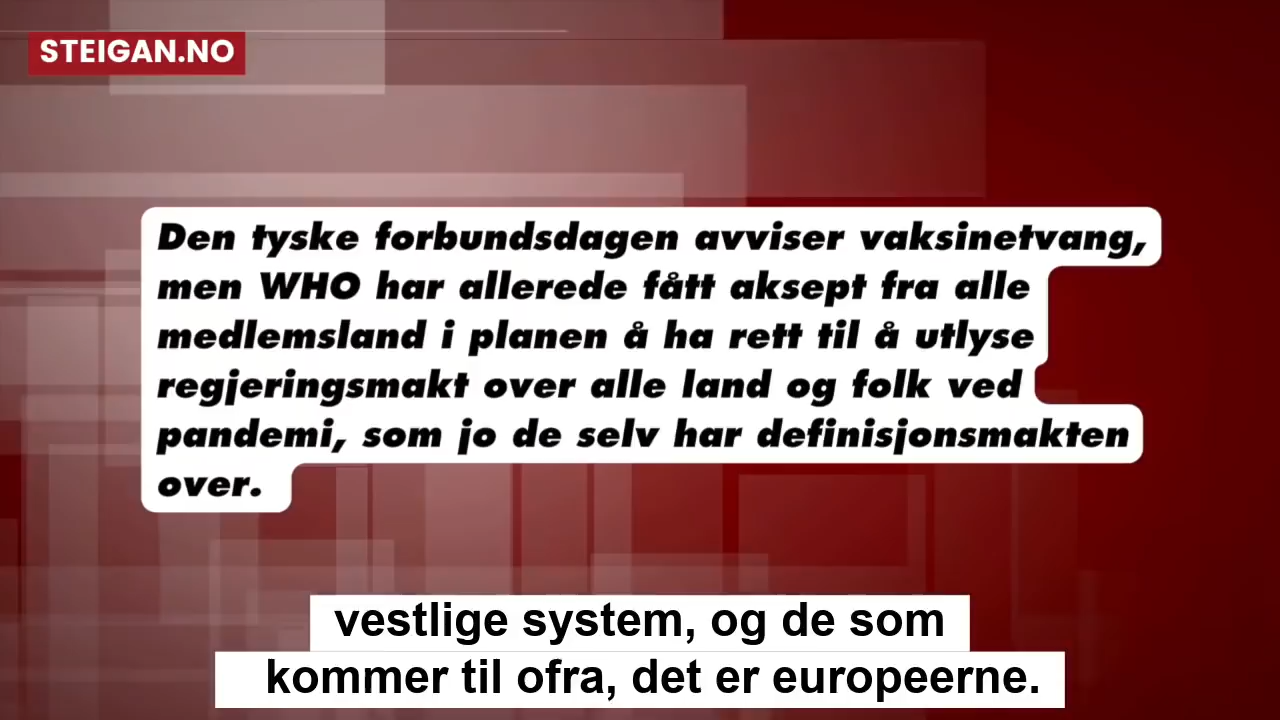 STEIGAN.NO
Den tyske forbundsdagen avviser vaksinetvang,
men WHO har allerede fått aksept fra alle
medlemsland i planen å ha rett til å utlyse
regjeringsmakt over alle land og folk ved
pandemi, som jo de selv har definisjonsmakten
over.
vestlige system, og de som
kommer til ofra, det er europeerne.